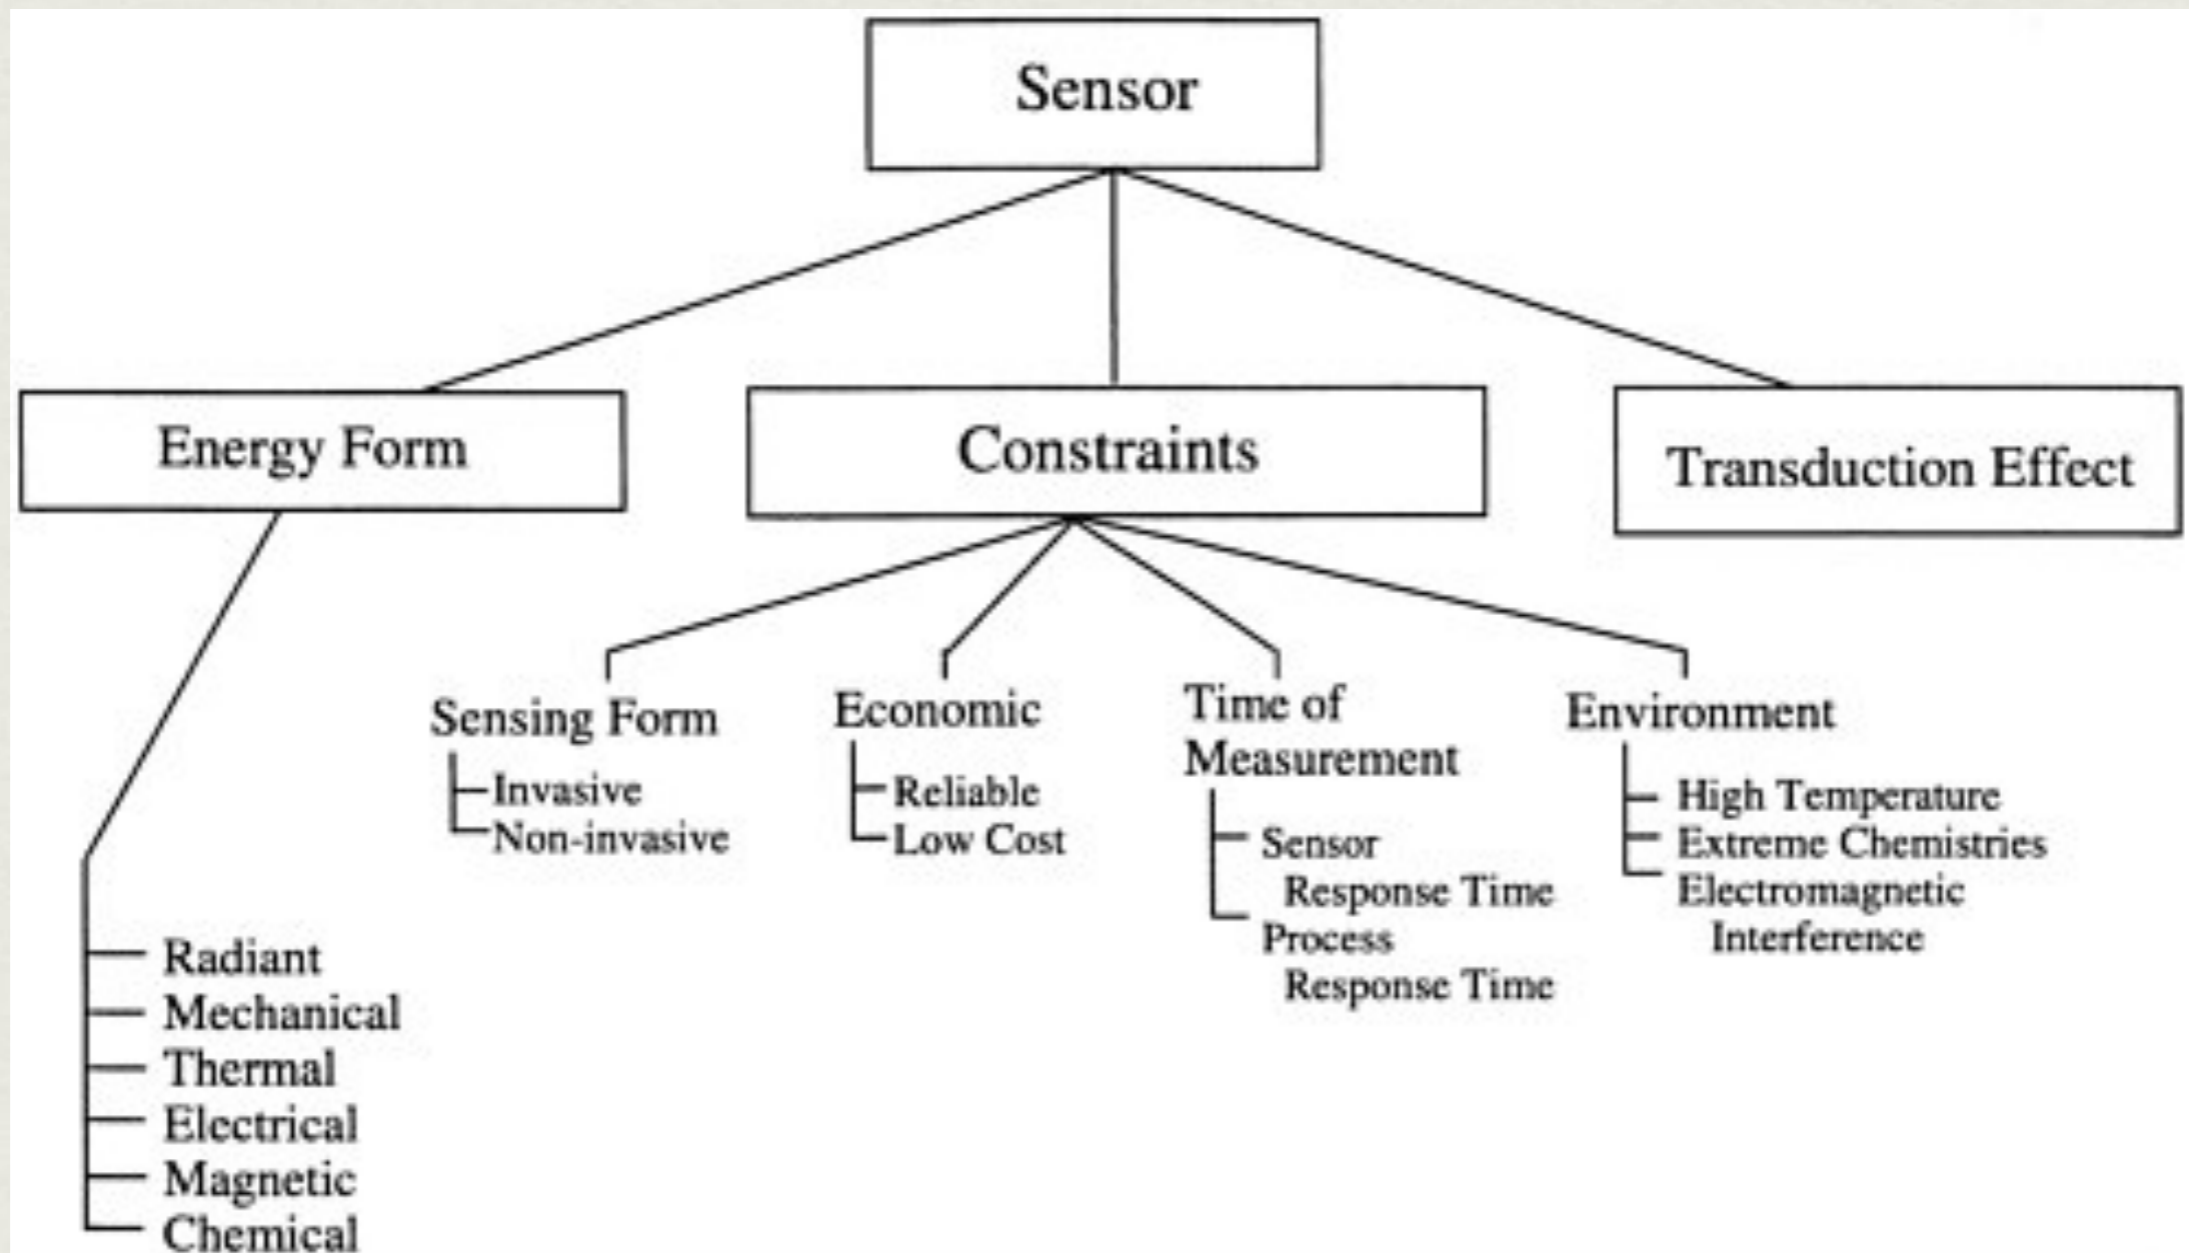 Sensor
Energy Form
Constraints
Transduction Effect
Sensing Form
Invasive
Non-invasive
Economic
Reliable
Low Cost
Time of
Measurement
Sensor
Response Time
Process
Response Time
Environment
High Temperature
Extreme Chemistries
Electromagnetic
Interference
Radiant
Mechanical
Thermal
Electrical
Magnetic
Chemical